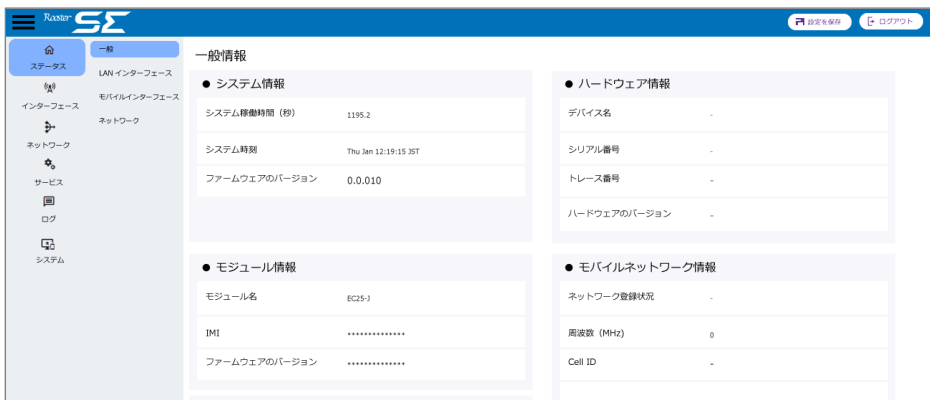 Rooster SΣ
設定を保存
ログアウト
ステータス
インターフェース
ネットワーク
サービス
ログ
システム
一般
LAN インターフェース
モバイルインターフェース
ネットワーク
一般情報
● システム情報
システム稼働時間（秒） 1195.2
システム時刻 Thu Jan 12:19:15 JST
ファームウェアのバージョン 0.0.010
● ハードウェア情報
デバイス名 -
シリアル番号 -
トレース番号 -
ハードウェアのバージョン -
● モジュール情報
モジュール名 EC25-J
IMI **************
ファームウェアのバージョン **************
● モバイルネットワーク情報
ネットワーク登録状況 -
周波数（MHz) 0
Cell ID -